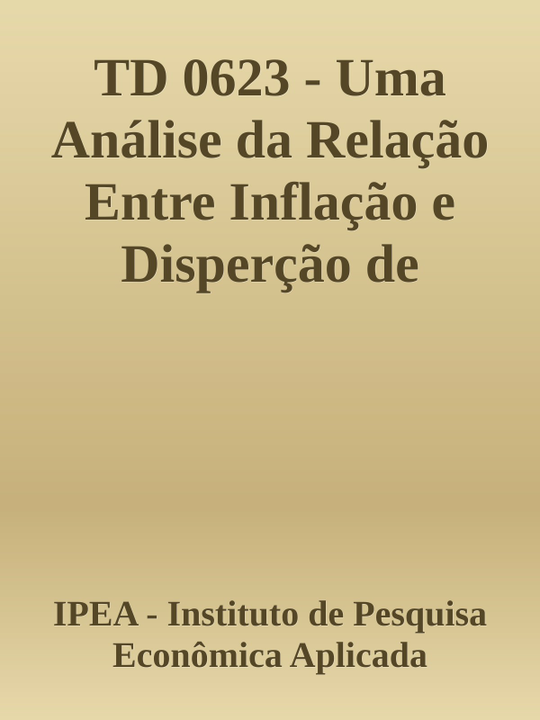 TD 0623 - Uma
Análise da Relação
Entre Inflação e
Disperção de
IPEA - Instituto de Pesquisa
Econômica Aplicada